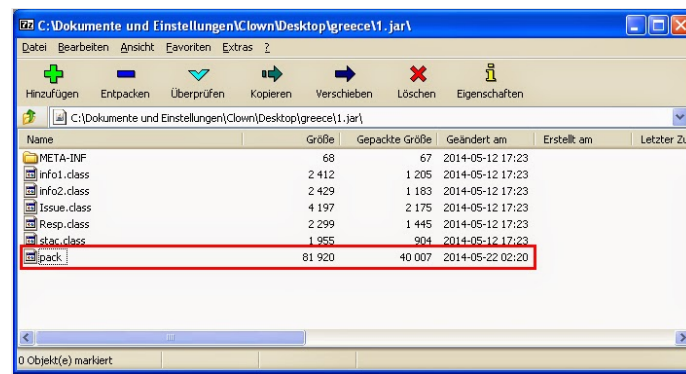 C:\Dokumente und Einstellungen\Clown\Desktop\greece\1.jar\
Datei Bearbeiten Ansicht Favoriten Extras ?
Hinzufügen Entpacken Überprüfen Kopieren Verschieben Löschen Eigenschaften
C:\Dokumente und Einstellungen\Clown\Desktop\greece\1.jar\
Name Größe Gepackte Größe Geändert am Erstellt am Letzter Zu
META-INF 68 67 2014-05-12 17:23
info1.class 2 412 1 205 2014-05-12 17:23
info2.class 2 429 1 183 2014-05-12 17:23
Issue.class 4 197 2 175 2014-05-12 17:23
Resp.class 2 299 1 445 2014-05-12 17:23
stac.class 1 955 904 2014-05-12 17:23
pack 81 920 40 007 2014-05-22 02:20
0 Objekt(e) markiert